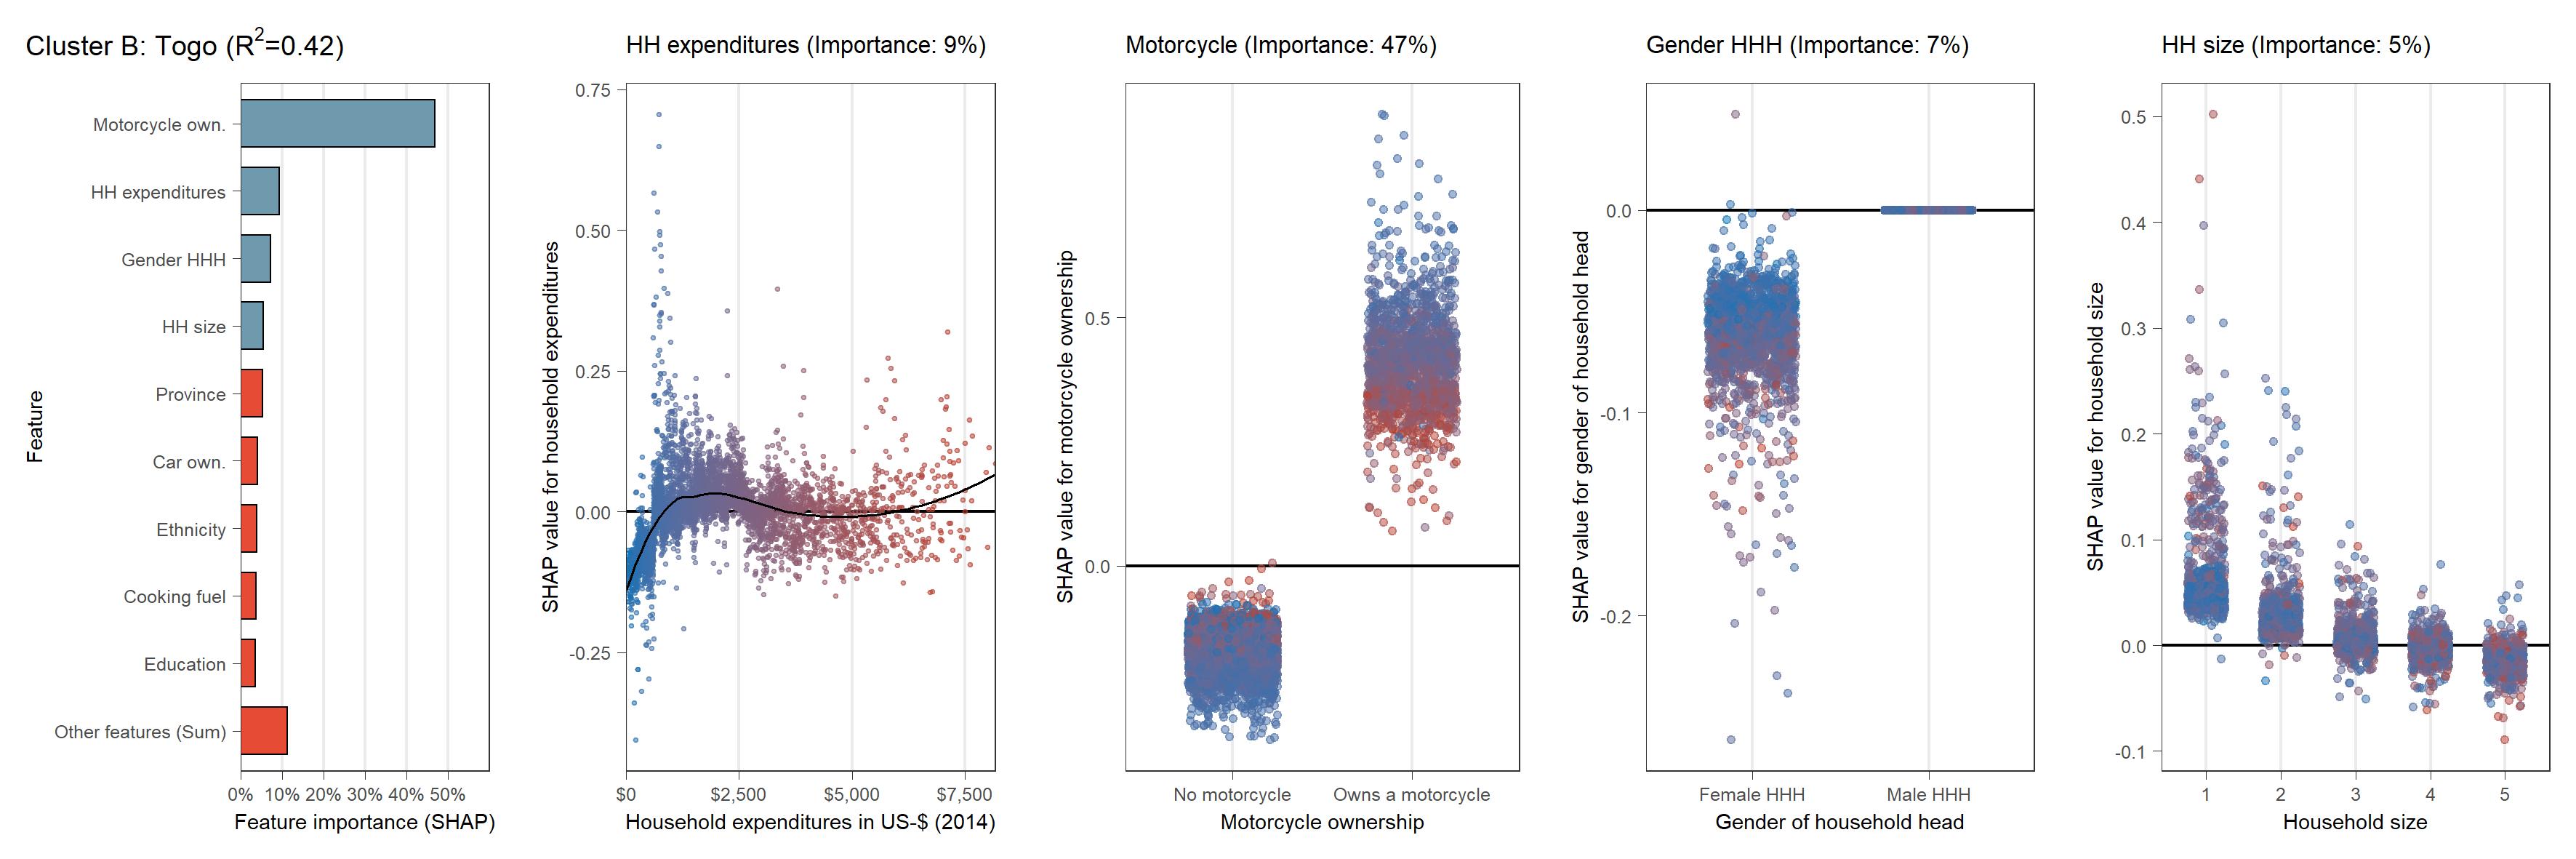 Cluster B: Togo (R²=0.42)
Feature
Motorcycle own.
HH expenditures
Gender HHH
HH size
Province
Car own.
Ethnicity
Cooking fuel
Education
Other features (Sum)
0% 10% 20% 30% 40% 50%
Feature importance (SHAP)
HH expenditures (Importance: 9%)
SHAP value for household expenditures
0.75
0.50
0.25
0.00
-0.25
$0 $2,500 $5,000 $7,500
Household expenditures in US-$ (2014)
Motorcycle (Importance: 47%)
SHAP value for motorcycle ownership
0.5
0.0
No motorcycle Owns a motorcycle
Motorcycle ownership
Gender HHH (Importance: 7%)
SHAP value for gender of household head
0.0
-0.1
-0.2
Female HHH Male HHH
Gender of household head
HH size (Importance: 5%)
SHAP value for household size
0.5
0.4
0.3
0.2
0.1
0.0
-0.1
1 2 3 4 5
Household size